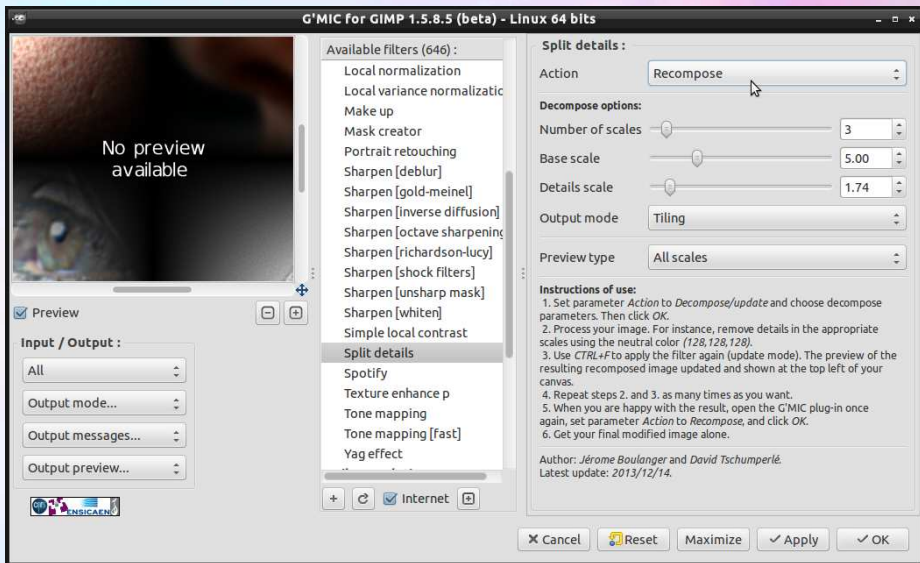 G'MIC for GIMP 1.5.8.5 (beta) - Linux 64 bits
No preview
available
Preview
Input / Output :
All
Output mode...
Output messages...
Output preview...
ENSICAEN
Available filters (646) :
Local normalization
Local variance normalizatic
Make up
Mask creator
Portrait retouching
Sharpen [deblur]
Sharpen [gold-meinel]
Sharpen [inverse diffusion]
Sharpen [octave sharpening
Sharpen [richardson-lucy]
Sharpen [shock filters]
Sharpen [unsharp mask]
Sharpen [whiten]
Simple local contrast
Split details
Spotify
Texture enhance p
Tone mapping
Tone mapping [fast]
Yag effect
Internet
Split details :
Action Recompose
Decompose options:
Number of scales 3
Base scale 5.00
Details scale 1.74
Output mode Tiling
Preview type All scales
Instructions of use:
1. Set parameter Action to Decompose/update and choose decompose
parameters. Then click OK.
2. Process your image. For instance, remove details in the appropriate
scales using the neutral color (128,128,128).
3. Use CTRL+F to apply the filter again (update mode). The preview of the
resulting recomposed image updated and shown at the top left of your
canvas.
4. Repeat steps 2. and 3. as many times as you want.
5. When you are happy with the result, open the G'MIC plug-in once
again, set parameter Action to Recompose, and click OK.
6. Get your final modified image alone.
Author: Jérome Boulanger and David Tschumperlé.
Latest update: 2013/12/14.
Cancel Reset Maximize Apply OK